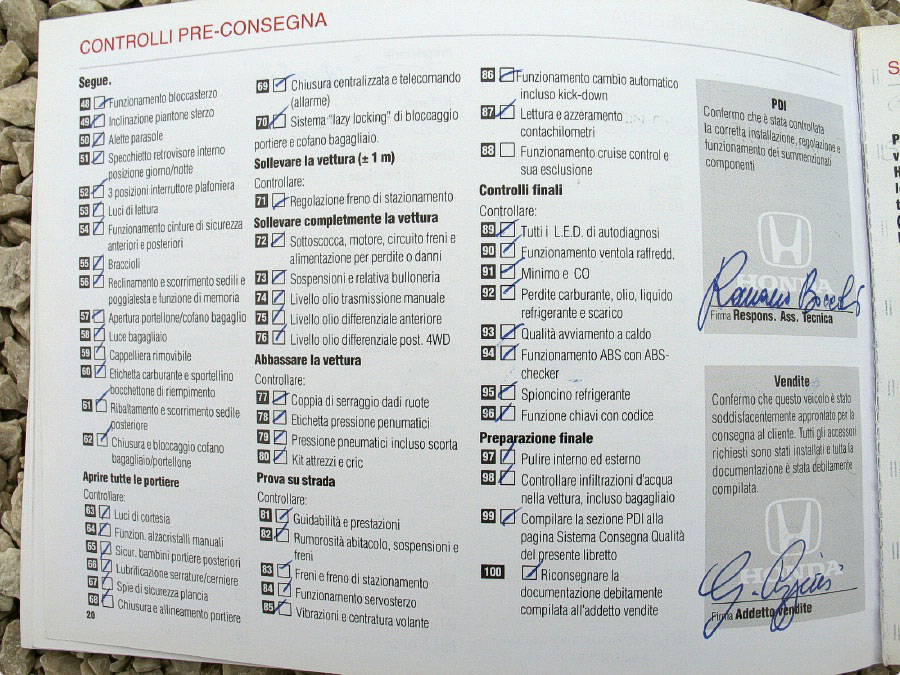 CONTROLLI PRE-CONSEGNA
Segue.
48 Funzionamento bloccasterzo
49 Inclinazione piantone sterzo
50 Alette parasole
51 Specchietto retrovisore interno
posizione giorno/notte
52 3 posizioni interruttore plafoniera
53 Luci di lettura
54 Funzionamento cinture di sicurezza
anteriori e posteriori
55 Braccioli
56 Reclinamento e scorrimento sedili e
poggialesta e funzione di memoria
57 Apertura portellone/cofano bagaglio
58 Luce bagagliaio
59 Cappelliera rimovibile
60 Etichetta carburante e sportellino
bocchettone di riempimento
61 Ribaltamento e scorrimento sedile
posteriore
62 Chiusura e bloccaggio cofano
bagagliaio/portellone
Aprire tutte le portiere
Controllare:
63 Luci di cortesia
64 Funzion. alzacristalli manuali
65 Sicur. bambini portiere posteriori
66 Lubrificazione serrature/cerniere
67 Spie di sicurezza plancia
68 Chiusura e allineamento portiere
20
69 Chiusura centralizzata e telecomando
(allarme)
70 Sistema "lazy locking" di bloccaggio
portiere e cofano bagagliaio.
Sollevare la vettura (± 1 m)
Controllare:
71 Regolazione freno di stazionamento
Sollevare completamente la vettura
72 Sottoscocca, motore, circuito freni e
alimentazione per perdite o danni
73 Sospensioni e relativa bulloneria
74 Livello olio trasmissione manuale
75 Livello olio differenziale anteriore
76 Livello olio differenziale post. 4WD
Abbassare la vettura
Controllare:
77 Coppia di serraggio dadi ruote
78 Etichetta pressione penumatici
79 Pressione pneumatici incluso scorta
80 Kit attrezzi e cric
Prova su strada
Controllare:
81 Guidabilità e prestazioni
82 Rumorosità abitacolo, sospensioni e
freni
83 Freni e freno di stazionamento
84 Funzionamento servosterzo
85 Vibrazioni e centratura volante
86 Funzionamento cambio automatico
incluso kick-down
87 Lettura e azzeramento
contachilometri
88 Funzionamento cruise control e
sua esclusione
Controlli finali
Controllare:
89 Tutti i L.E.D. di autodiagnosi
90 Funzionamento ventola raffredd.
91 Minimo e CO
92 Perdite carburante, olio, liquido
refrigerante e scarico
93 Qualità avviamento a caldo
94 Funzionamento ABS con ABS-
checker
95 Spioncino refrigerante
96 Funzione chiavi con codice
Preparazione finale
97 Pulire interno ed esterno
98 Controllare infiltrazioni d'acqua
nella vettura, incluso bagagliaio
99 Compilare la sezione PDI alla
pagina Sistema Consegna Qualità
del presente libretto
100 Riconsegnare la
documentazione debitamente
compilata all'addetto vendite
PDI
Confermo che è stata controllata
la corretta installazione, regolazione e
funzionamento dei summenzionati
componenti
HONDA
Romano
Firma Respons. Ass. Tecnica
Vendite
Confermo che questo veicolo è stato
soddisfacentemente approntato per la
consegna al cliente. Tutti gli accessori
richiesti sono stati installati e tutta la
documentazione è stata debitamente
compilata.
HONDA
Firma Addetto vendite